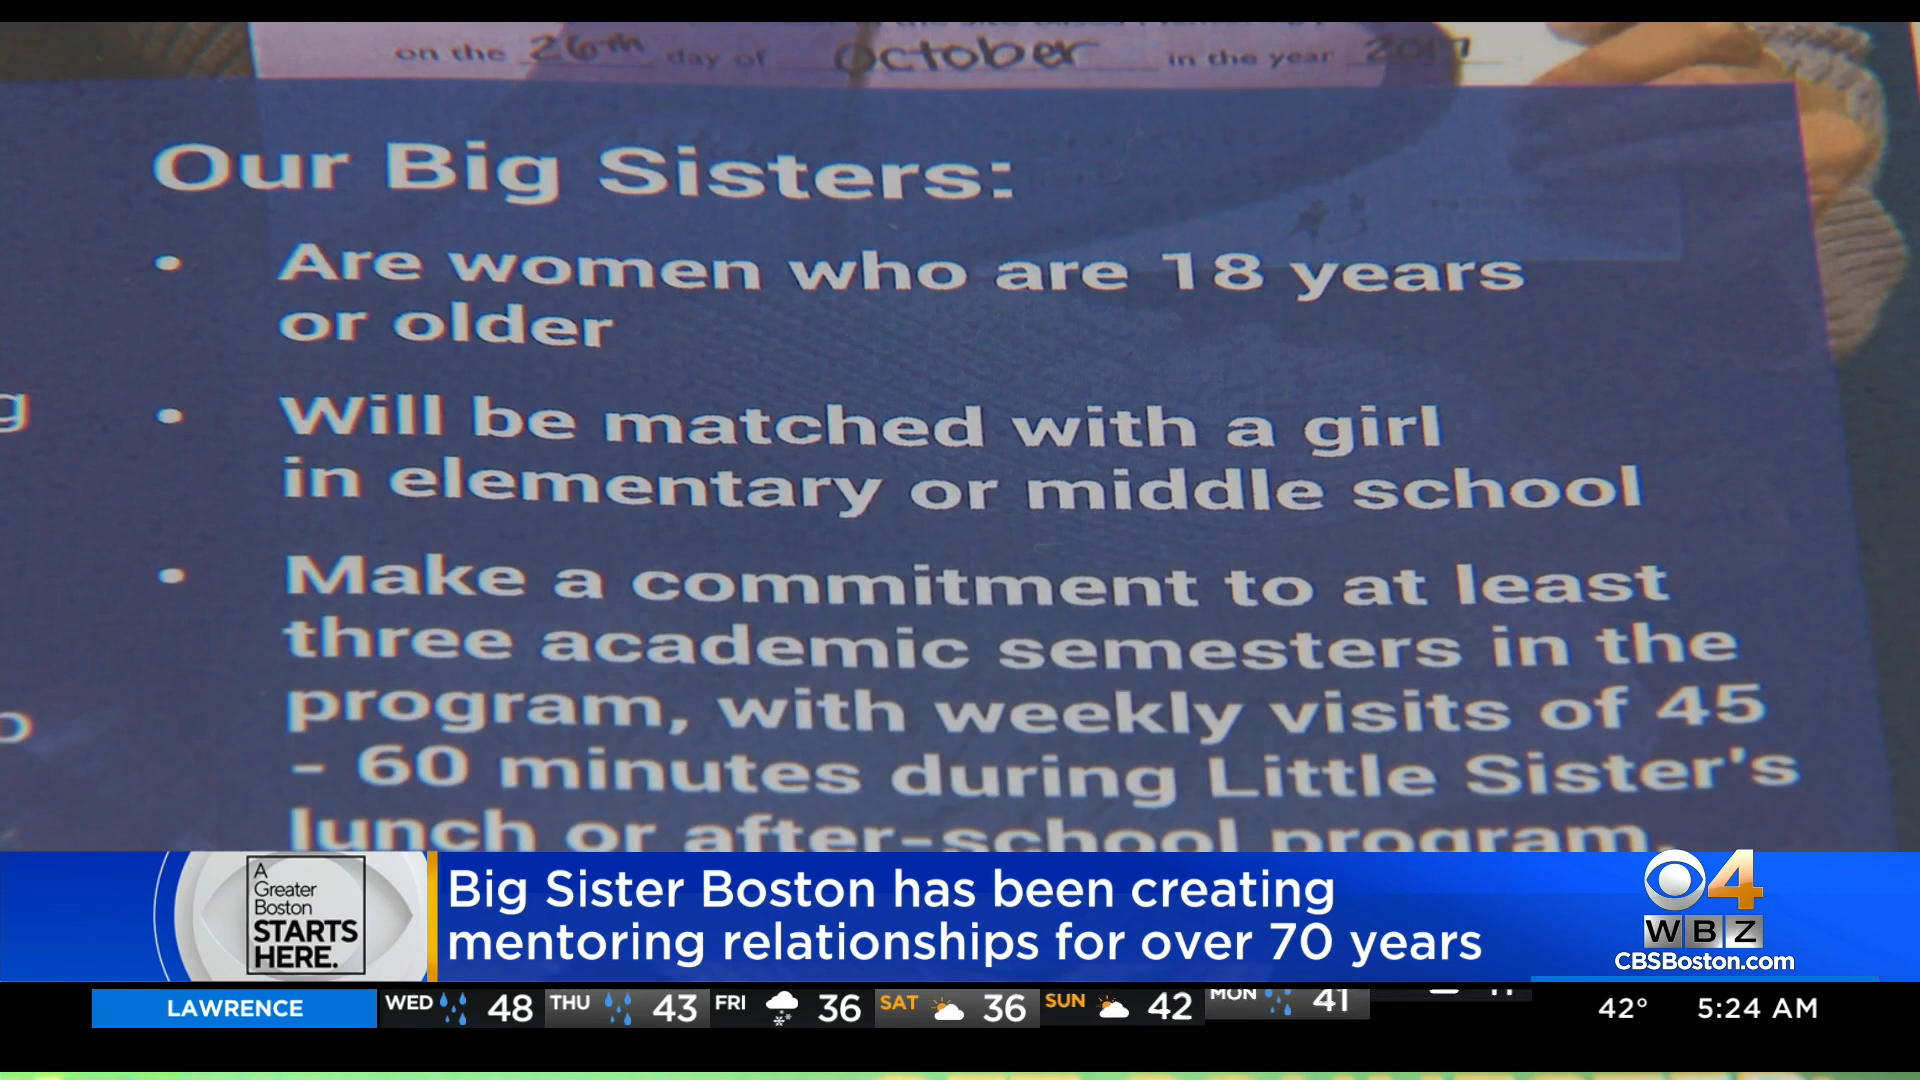 on the 26th day of October in the year 2017
Our Big Sisters:
• Are women who are 18 years
or older
g
• Will be matched with a girl
in elementary or middle school
• Make a commitment to at least
three academic semesters in the
program, with weekly visits of 45
- 60 minutes during Little Sister's
lunch or after-school program.
A
Greater
Boston
STARTS
HERE.
Big Sister Boston has been creating
mentoring relationships for over 70 years
4
WBZ
CBSBoston.com
LAWRENCE WED 48 THU 43 FRI 36 SAT 36 SUN 42 MON 41 42° 5:24 AM